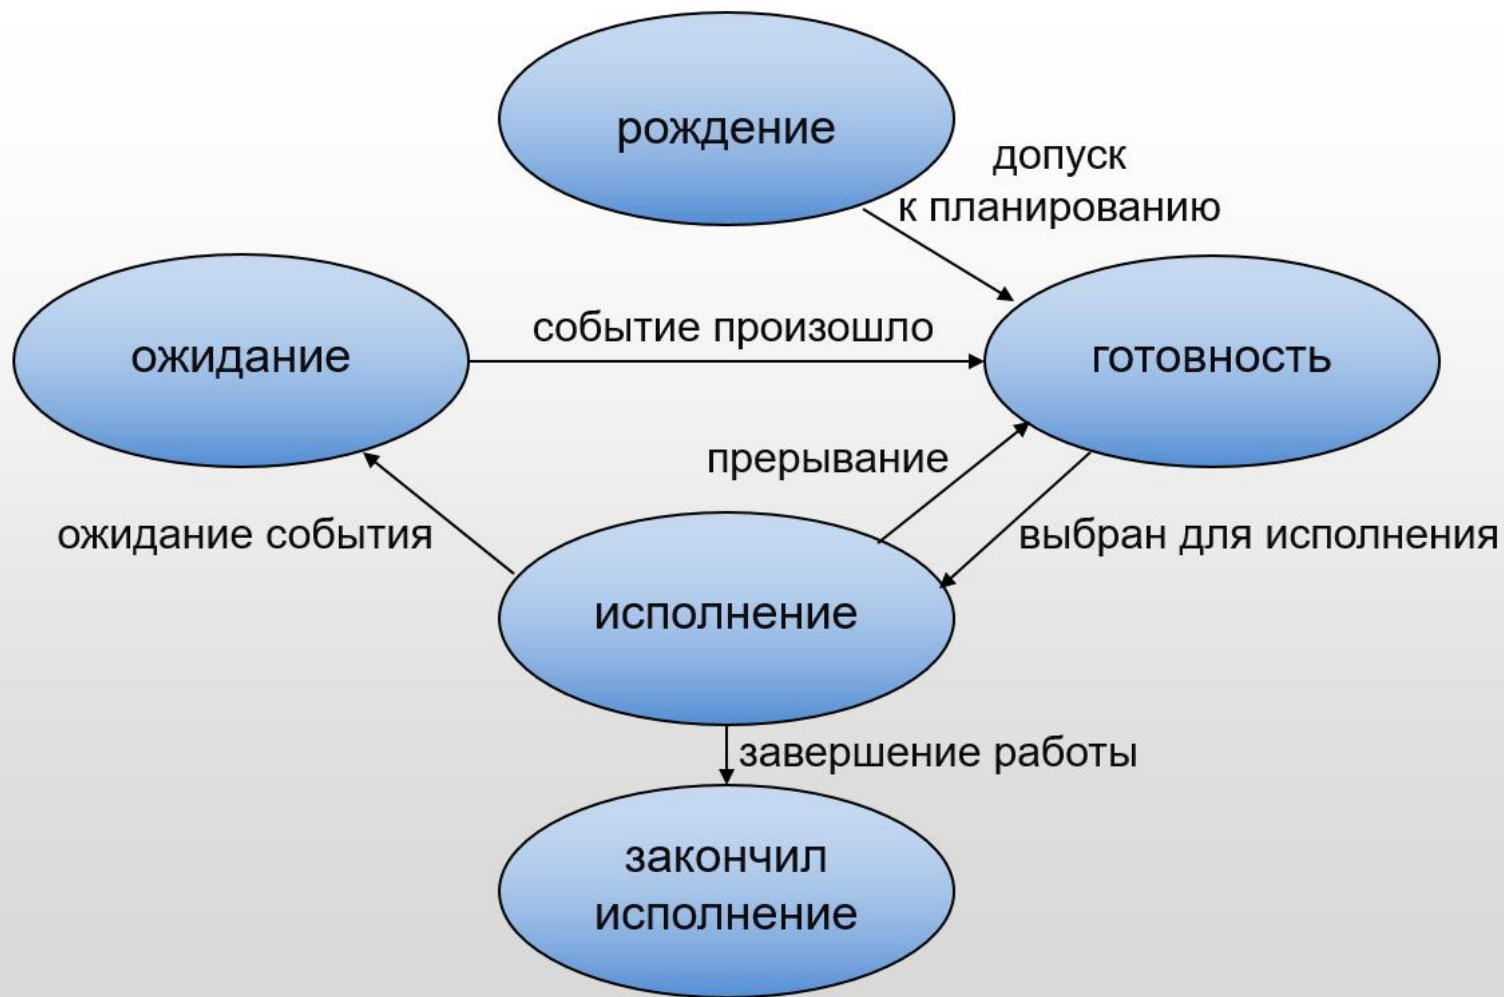 рождение
допуск
к планированию
событие произошло
ожидание
готовность
прерывание
ожидание события
выбран для исполнения
исполнение
завершение работы
закончил
исполнение